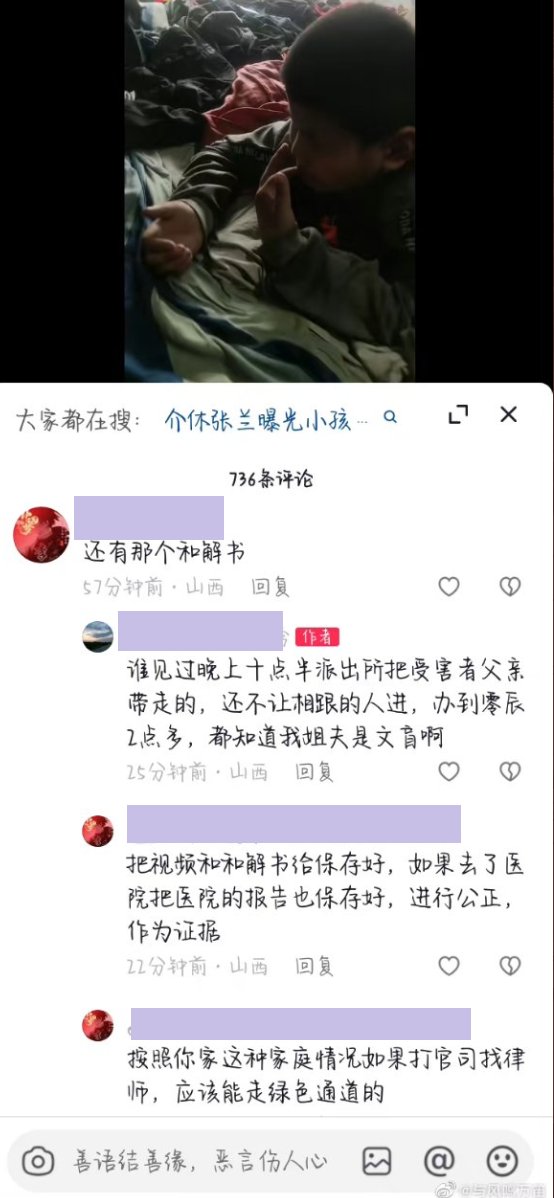 大家都在搜： 介休张兰曝光小孩…
736条评论
还有那个和解书
57分钟前·山西 回复
作者
谁见过晚上十点半派出所把受害者父亲
带走的，还不让相跟的人进，办到零辰
2点多，都知道我姐夫是文盲啊
25分钟前·山西 回复
把视频和和解书给保存好，如果去了医
院把医院的报告也保存好，进行公正，
作为证据
22分钟前·山西 回复
按照你家这种家庭情况如果打官司找律
师，应该能走绿色通道的
善语结善缘，恶言伤人心